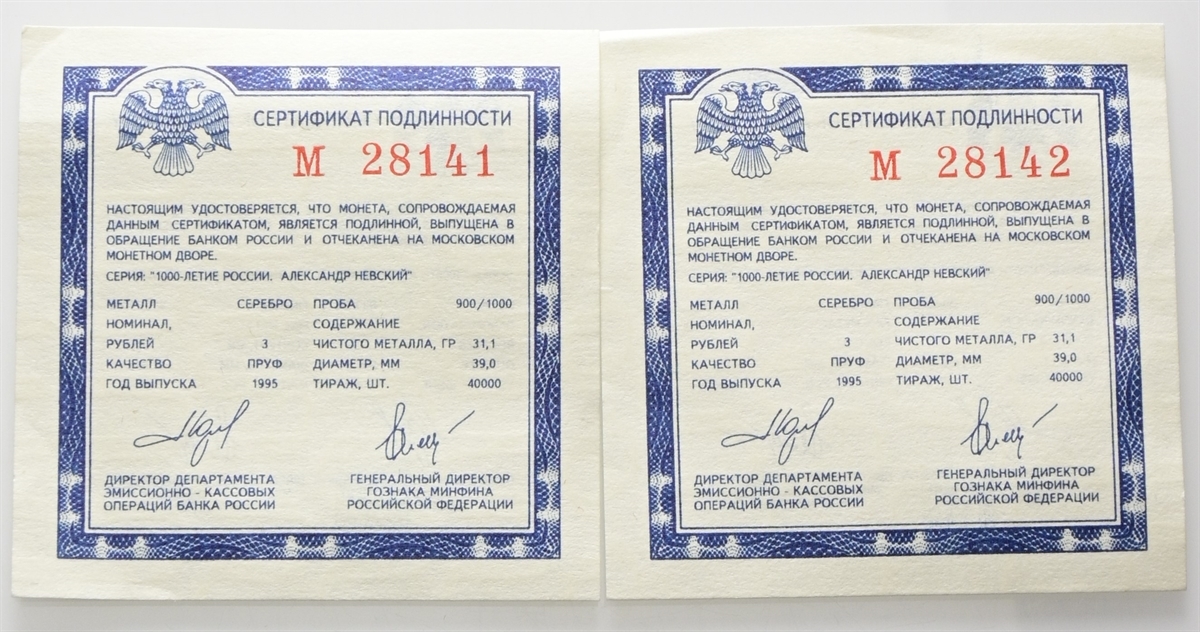 СЕРТИФИКАТ ПОДЛИННОСТИ
М 28141
НАСТОЯЩИМ УДОСТОВЕРЯЕТСЯ, ЧТО МОНЕТА, СОПРОВОЖДАЕМАЯ
ДАННЫМ СЕРТИФИКАТОМ, ЯВЛЯЕТСЯ ПОДЛИННОЙ, ВЫПУЩЕНА В
ОБРАЩЕНИЕ БАНКОМ РОССИИ И ОТЧЕКАНЕНА НА МОСКОВСКОМ
МОНЕТНОМ ДВОРЕ.
СЕРИЯ: "1000-ЛЕТИЕ РОССИИ. АЛЕКСАНДР НЕВСКИЙ"
МЕТАЛЛ СЕРЕБРО ПРОБА 900/1000
НОМИНАЛ, СОДЕРЖАНИЕ
РУБЛЕЙ 3 ЧИСТОГО МЕТАЛЛА, ГР 31,1
КАЧЕСТВО ПРУФ ДИАМЕТР, ММ 39,0
ГОД ВЫПУСКА 1995 ТИРАЖ, ШТ. 40000
ДИРЕКТОР ДЕПАРТАМЕНТА
ЭМИССИОННО - КАССОВЫХ
ОПЕРАЦИЙ БАНКА РОССИИ
ГЕНЕРАЛЬНЫЙ ДИРЕКТОР
ГОЗНАКА МИНФИНА
РОССИЙСКОЙ ФЕДЕРАЦИИ
СЕРТИФИКАТ ПОДЛИННОСТИ
М 28142
НАСТОЯЩИМ УДОСТОВЕРЯЕТСЯ, ЧТО МОНЕТА, СОПРОВОЖДАЕМАЯ
ДАННЫМ СЕРТИФИКАТОМ, ЯВЛЯЕТСЯ ПОДЛИННОЙ, ВЫПУЩЕНА В
ОБРАЩЕНИЕ БАНКОМ РОССИИ И ОТЧЕКАНЕНА НА МОСКОВСКОМ
МОНЕТНОМ ДВОРЕ.
СЕРИЯ: "1000-ЛЕТИЕ РОССИИ. АЛЕКСАНДР НЕВСКИЙ"
МЕТАЛЛ СЕРЕБРО ПРОБА 900/1000
НОМИНАЛ, СОДЕРЖАНИЕ
РУБЛЕЙ 3 ЧИСТОГО МЕТАЛЛА, ГР 31,1
КАЧЕСТВО ПРУФ ДИАМЕТР, ММ 39,0
ГОД ВЫПУСКА 1995 ТИРАЖ, ШТ. 40000
ДИРЕКТОР ДЕПАРТАМЕНТА
ЭМИССИОННО - КАССОВЫХ
ОПЕРАЦИЙ БАНКА РОССИИ
ГЕНЕРАЛЬНЫЙ ДИРЕКТОР
ГОЗНАКА МИНФИНА
РОССИЙСКОЙ ФЕДЕРАЦИИ